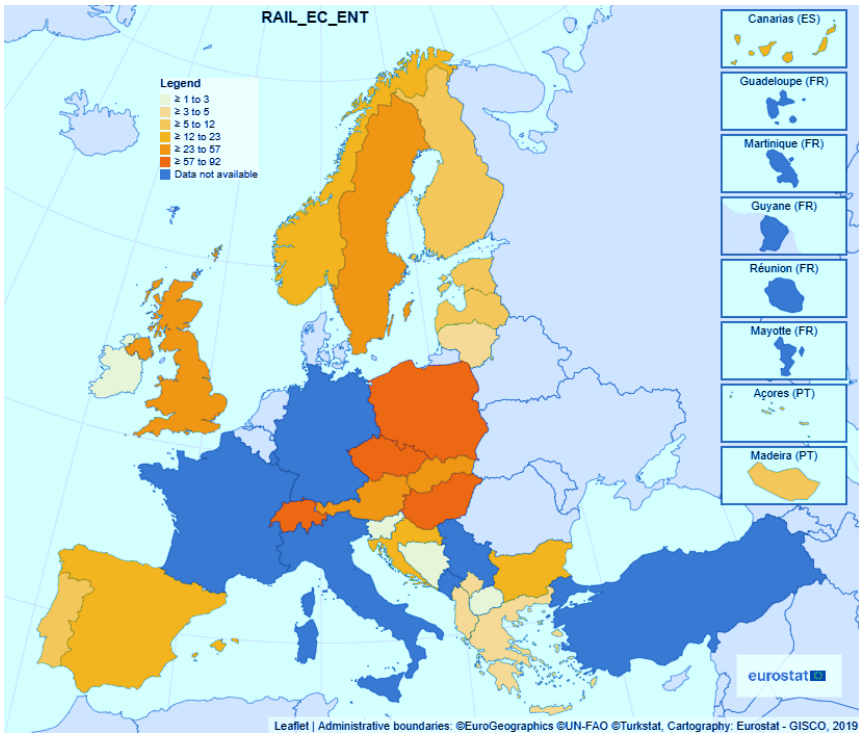 RAIL_EC_ENT
Legend
≥ 1 to 3
≥ 3 to 5
≥ 5 to 12
≥ 12 to 23
≥ 23 to 57
≥ 57 to 92
Data not available
Canarias (ES)
Guadeloupe (FR)
Martinique (FR)
Guyane (FR)
Réunion (FR)
Mayotte (FR)
Açores (PT)
Madeira (PT)
eurostat
Leaflet | Administrative boundaries: ©EuroGeographics ©UN-FAO ©Turkstat, Cartography: Eurostat - GISCO, 2019